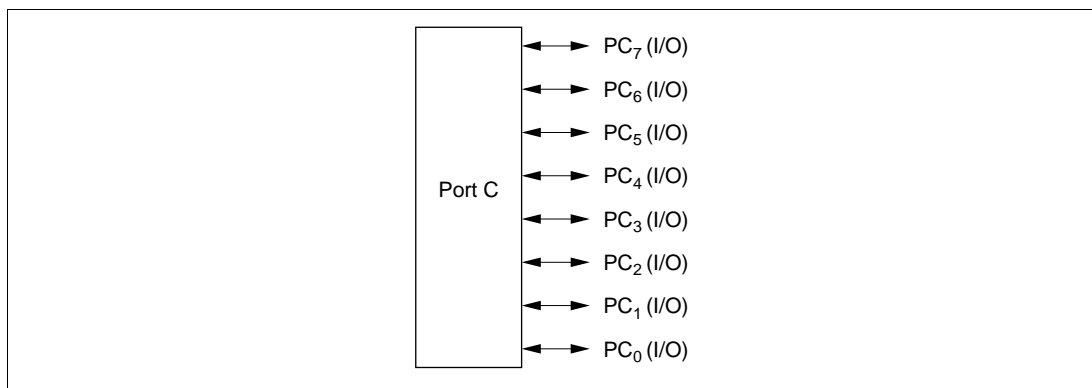 Port C
PC7 (I/O)
PC6 (I/O)
PC5 (I/O)
PC4 (I/O)
PC3 (I/O)
PC2 (I/O)
PC1 (I/O)
PC0 (I/O)